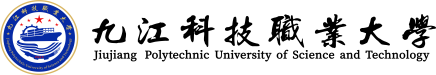 九江科技職業大學
Jiujiang Polytechnic University of Science and Technology